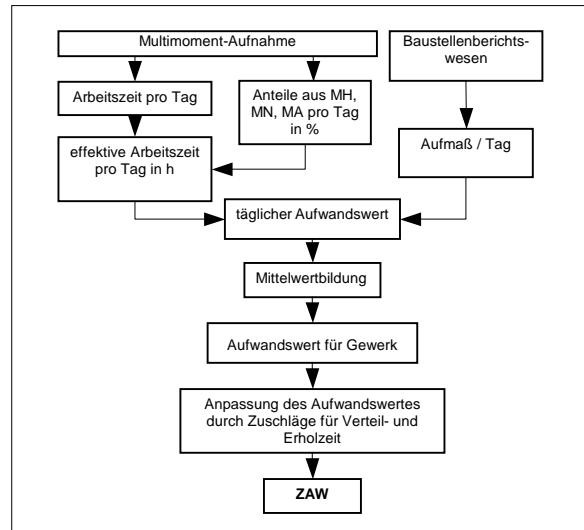 Multimoment-Aufnahme
Baustellenberichts-
wesen
Arbeitszeit pro Tag
Anteile aus MH,
MN, MA pro Tag
in %
effektive Arbeitszeit
pro Tag in h
Aufmaß / Tag
täglicher Aufwandswert
Mittelwertbildung
Aufwandswert für Gewerk
Anpassung des Aufwandswertes
durch Zuschläge für Verteil- und
Erholzeit
ZAW